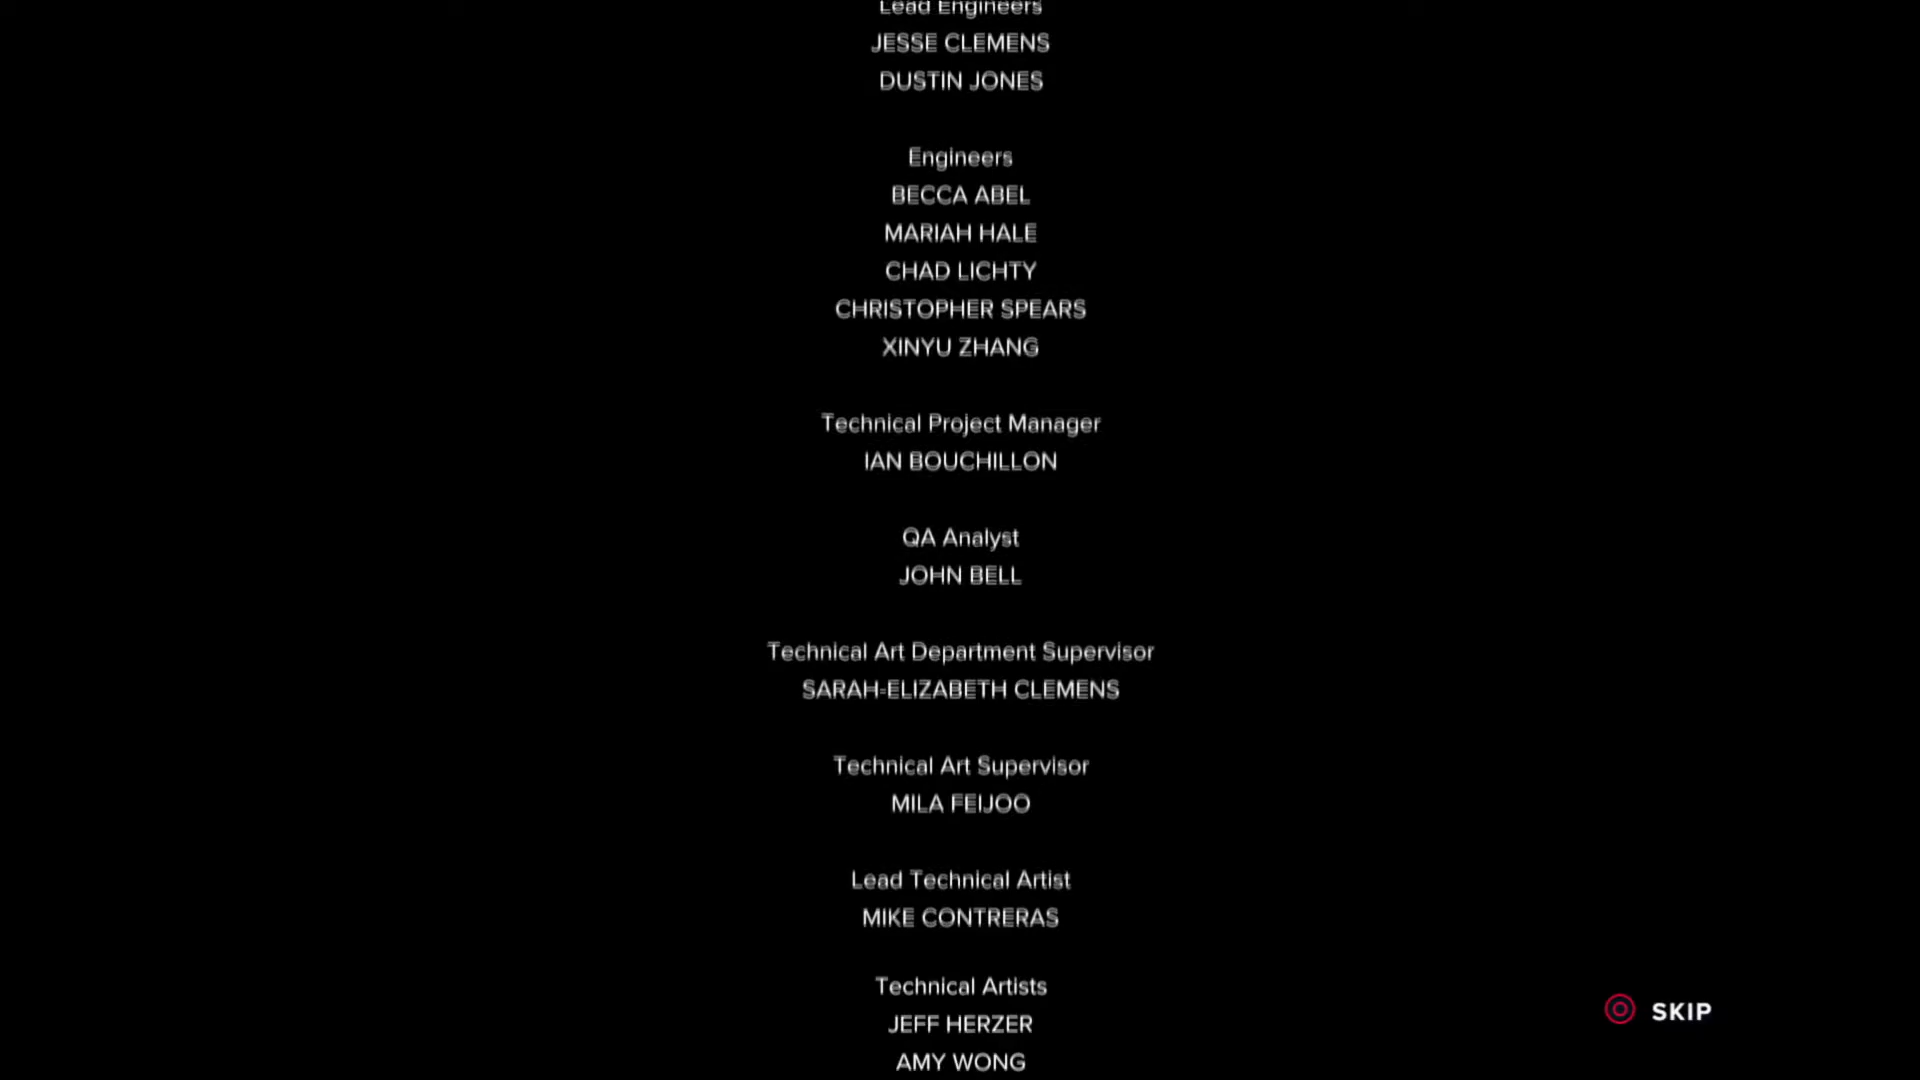 Lead Engineers
JESSE CLEMENS
DUSTIN JONES
Engineers
BECCA ABEL
MARIAH HALE
CHAD LICHTY
CHRISTOPHER SPEARS
XINYU ZHANG
Technical Project Manager
IAN BOUCHILLON
QA Analyst
JOHN BELL
Technical Art Department Supervisor
SARAH-ELIZABETH CLEMENS
Technical Art Supervisor
MILA FEIJOO
Lead Technical Artist
MIKE CONTRERAS
Technical Artists
JEFF HERZER
SKIP
AMY WONG